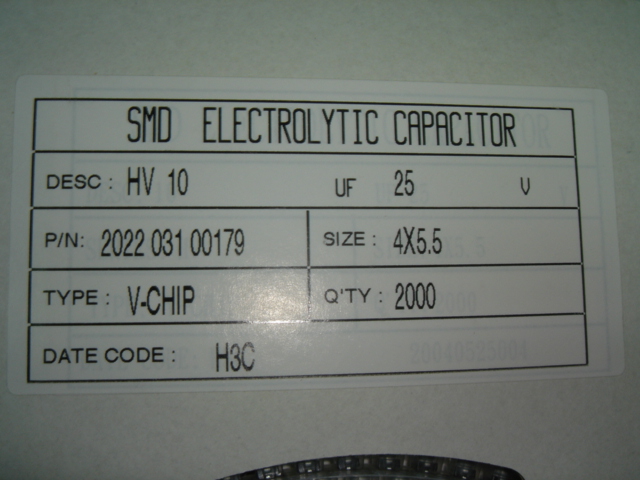 SMD ELECTROLYTIC CAPACITOR
DESC : HV 10 UF 25 V
P/N: 2022 031 00179 SIZE : 4X5.5
TYPE : V-CHIP Q'TY : 2000
DATE CODE : H3C